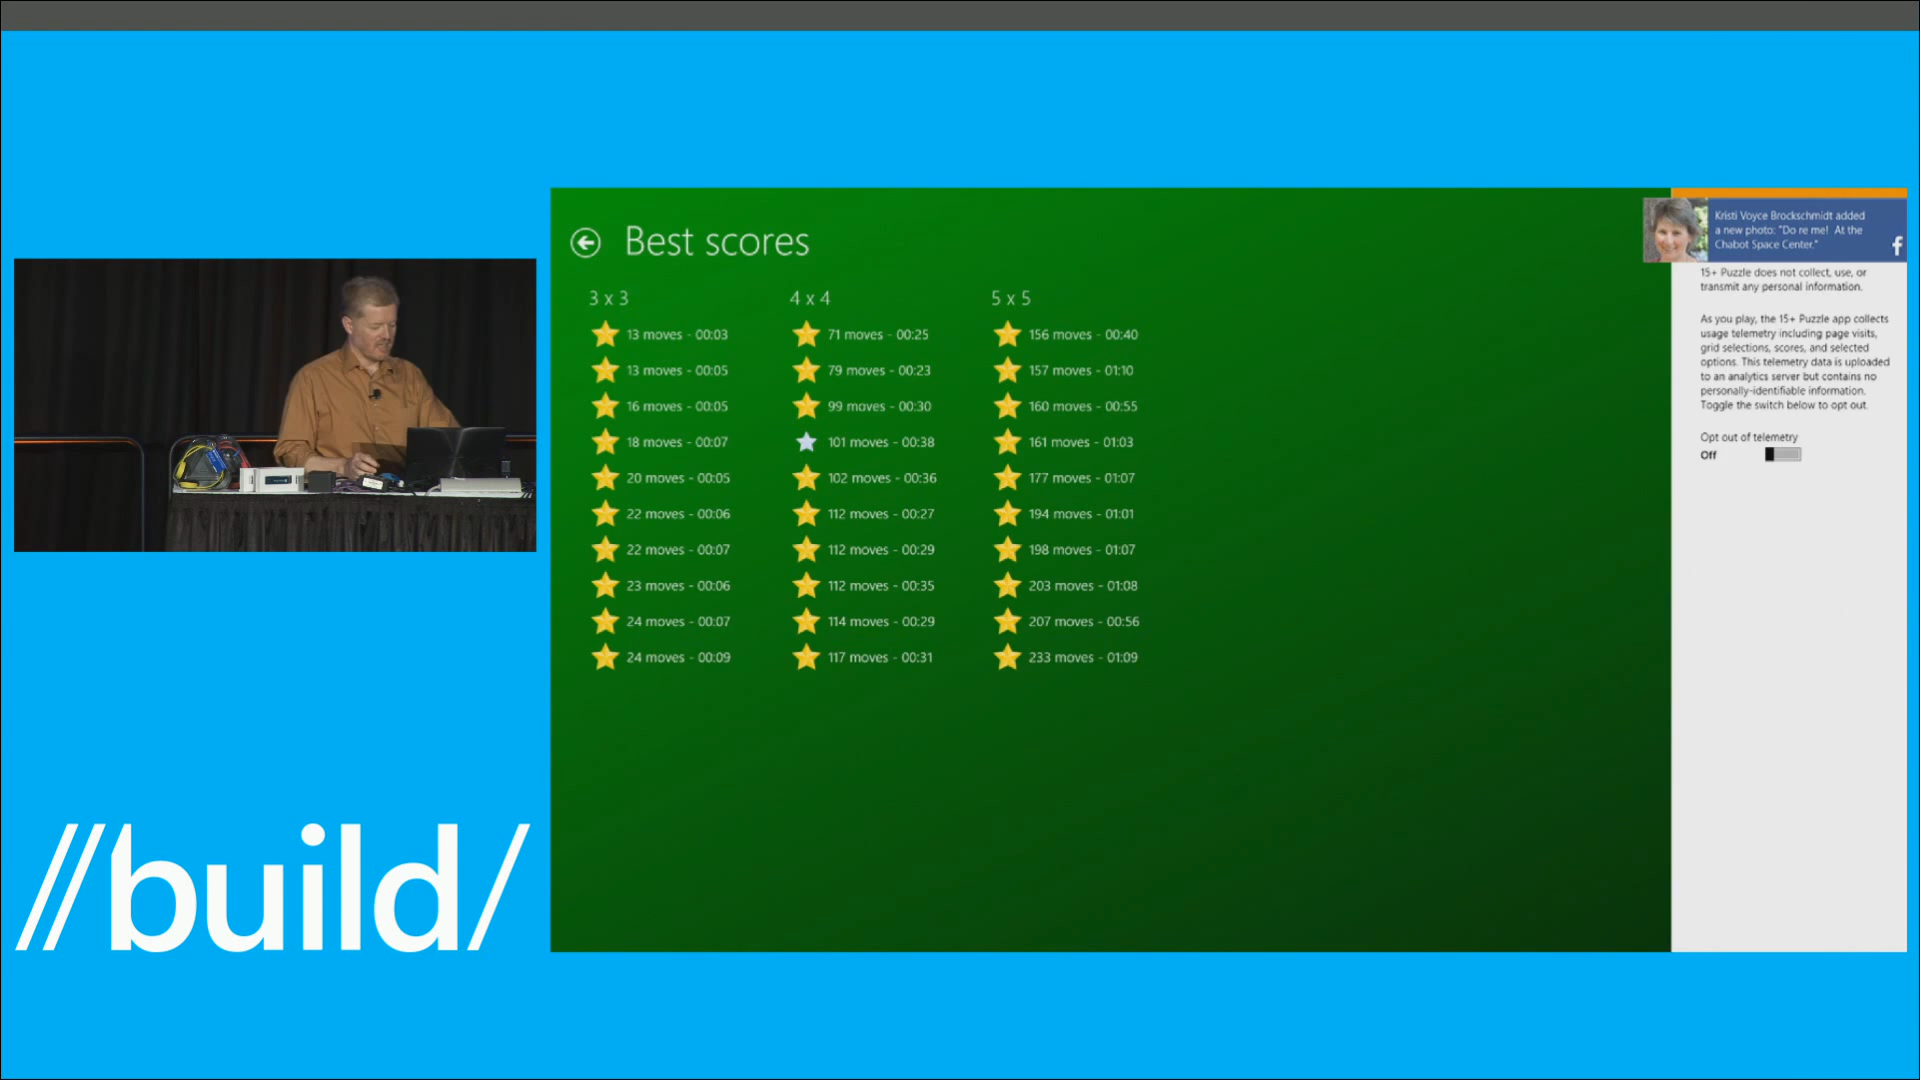 Best scores
3 x 3
13 moves - 00:03
13 moves - 00:05
16 moves - 00:05
18 moves - 00:07
20 moves - 00:05
22 moves - 00:06
22 moves - 00:07
23 moves - 00:06
24 moves - 00:07
24 moves - 00:09
4 x 4
71 moves - 00:25
79 moves - 00:23
99 moves - 00:30
101 moves - 00:38
102 moves - 00:36
112 moves - 00:27
112 moves - 00:29
112 moves - 00:35
114 moves - 00:29
117 moves - 00:31
5 x 5
156 moves - 00:40
157 moves - 01:10
160 moves - 00:55
161 moves - 01:03
177 moves - 01:07
194 moves - 01:01
198 moves - 01:07
203 moves - 01:08
207 moves - 00:56
233 moves - 01:09
Kristi Voyce Brockschmidt added
a new photo: "Do re me! At the
Chabot Space Center."
f
15+ Puzzle does not collect, use, or
transmit any personal information.
As you play, the 15+ Puzzle app collects
usage telemetry including page visits,
grid selections, scores, and selected
options. This telemetry data is uploaded
to an analytics server but contains no
personally-identifiable information.
Toggle the switch below to opt out.
Opt out of telemetry
Off
//build/